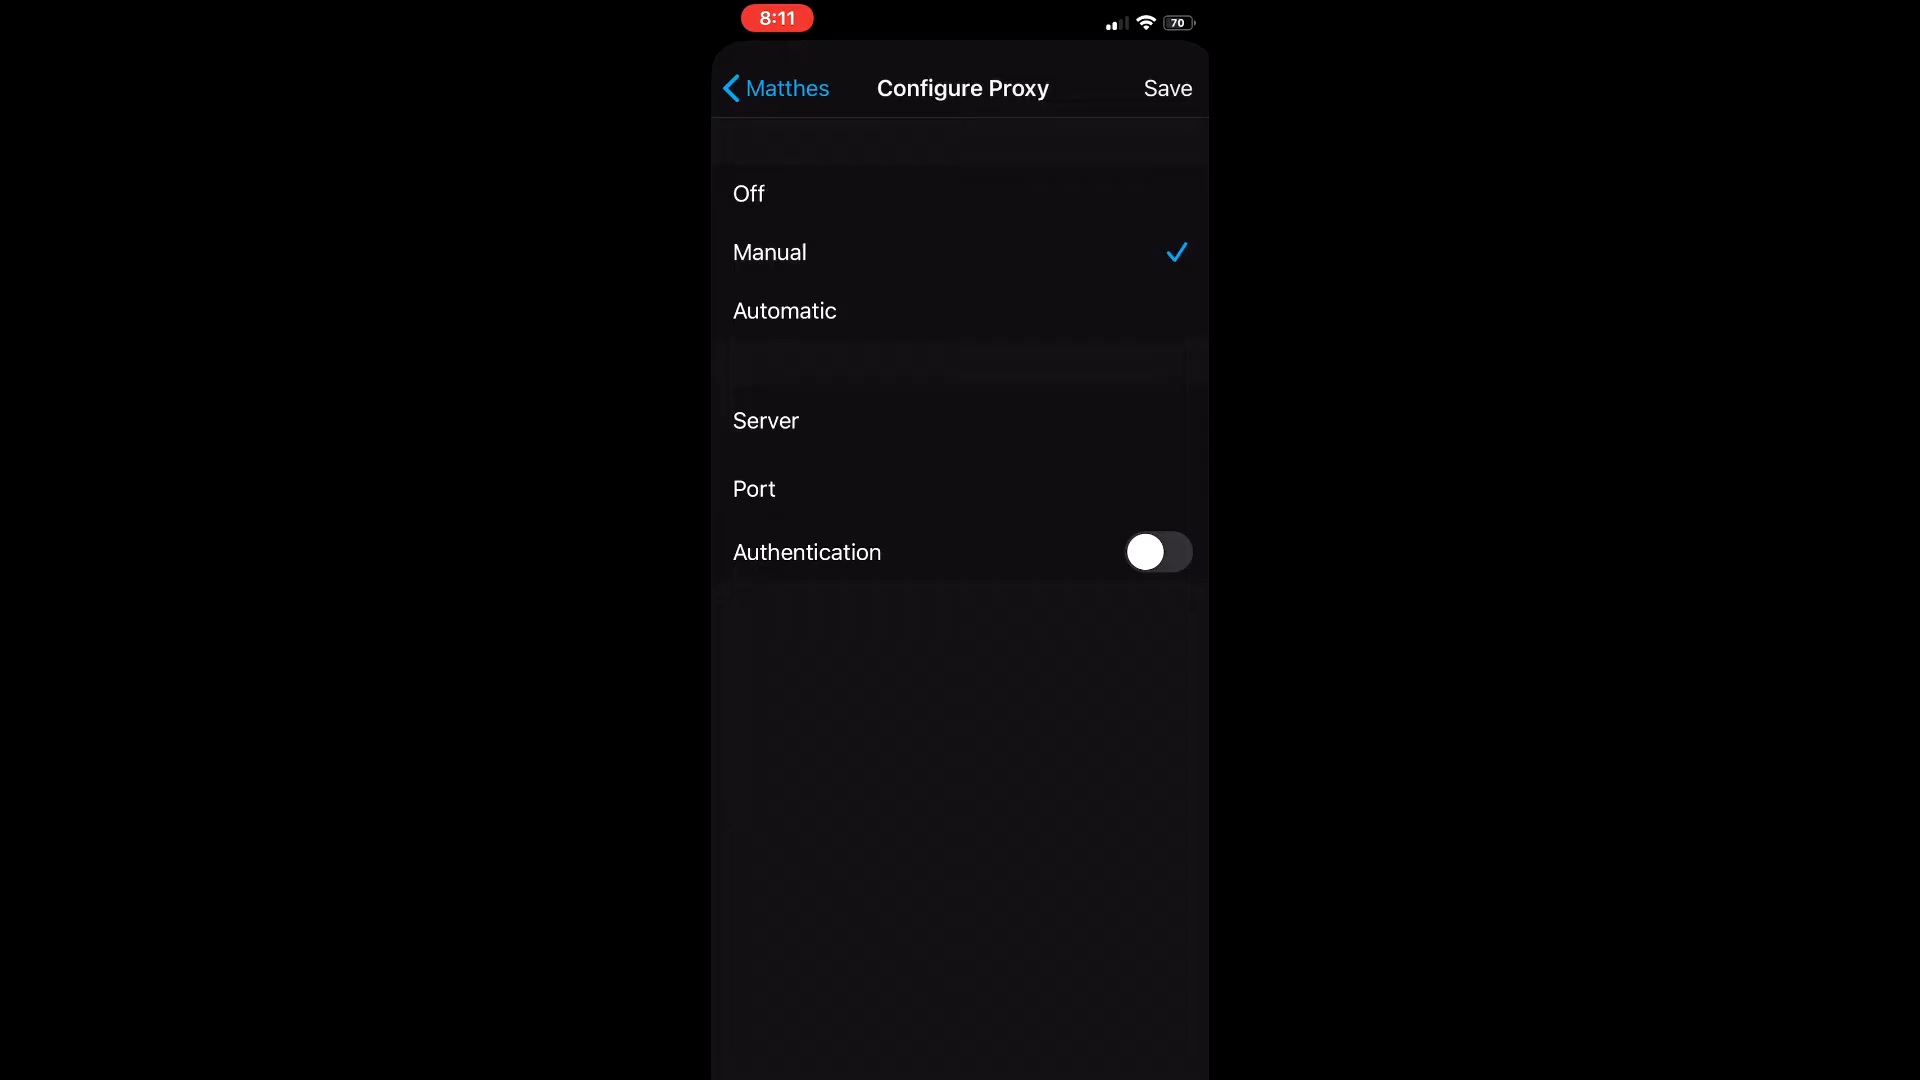 8:11
70
Matthes
Configure Proxy
Save
Off
Manual
Automatic
Server
Port
Authentication